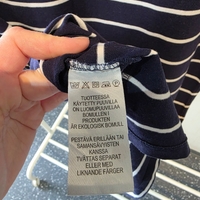 TUOTTEESSA
KÄYTETTY PUUVILLA
ON LUOMUPUUVILLAA
BOMULLEN I
PRODUKTEN
ÄR EKOLOGISK BOMULL
PESTÄVÄ ERILLÄÄN TAI
SAMANVÄRISTEN
KANSSA
TVÄTTAS SEPARAT
ELLER MED
LIKNANDE FÄRGER